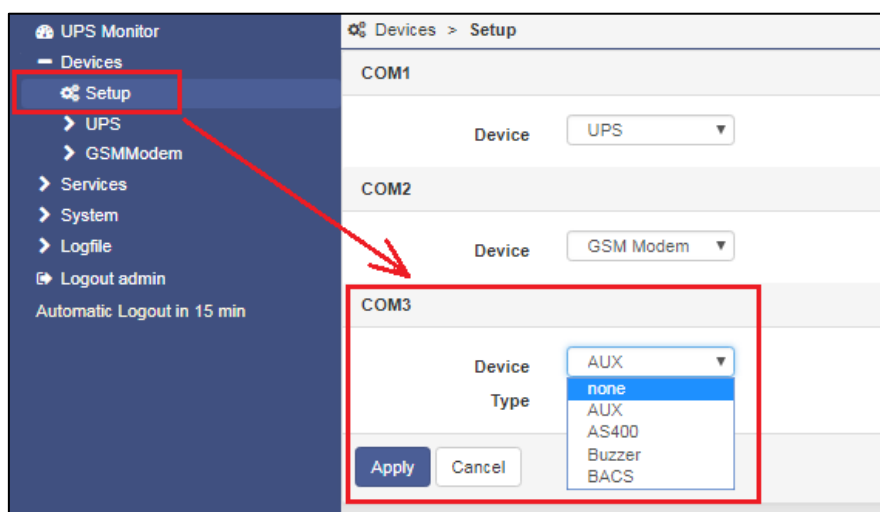 UPS Monitor
Devices
Setup
UPS
GSMModem
Services
System
Logfile
Logout admin
Automatic Logout in 15 min
Devices > Setup
COM1
Device UPS
COM2
Device GSM Modem
COM3
Device AUX
none
Type
AUX
AS400
Buzzer
BACS
Apply Cancel